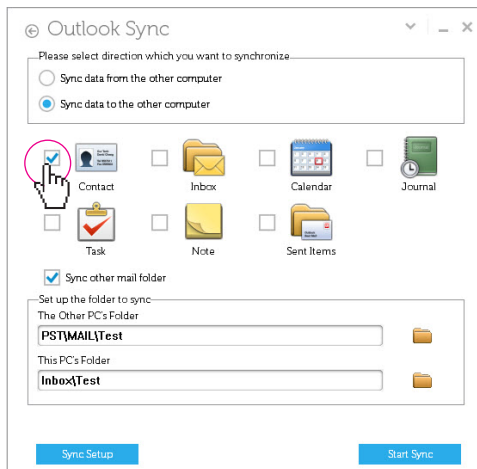 Outlook Sync
Please select direction which you want to synchronize
Sync data from the other computer
Sync data to the other computer
Contact
Inbox
Calendar
Journal
Task
Note
Sent Items
Sync other mail folder
Set up the folder to sync
The Other PC's Folder
PST\MAIL\Test
This PC's Folder
Inbox\Test
Sync Setup
Start Sync